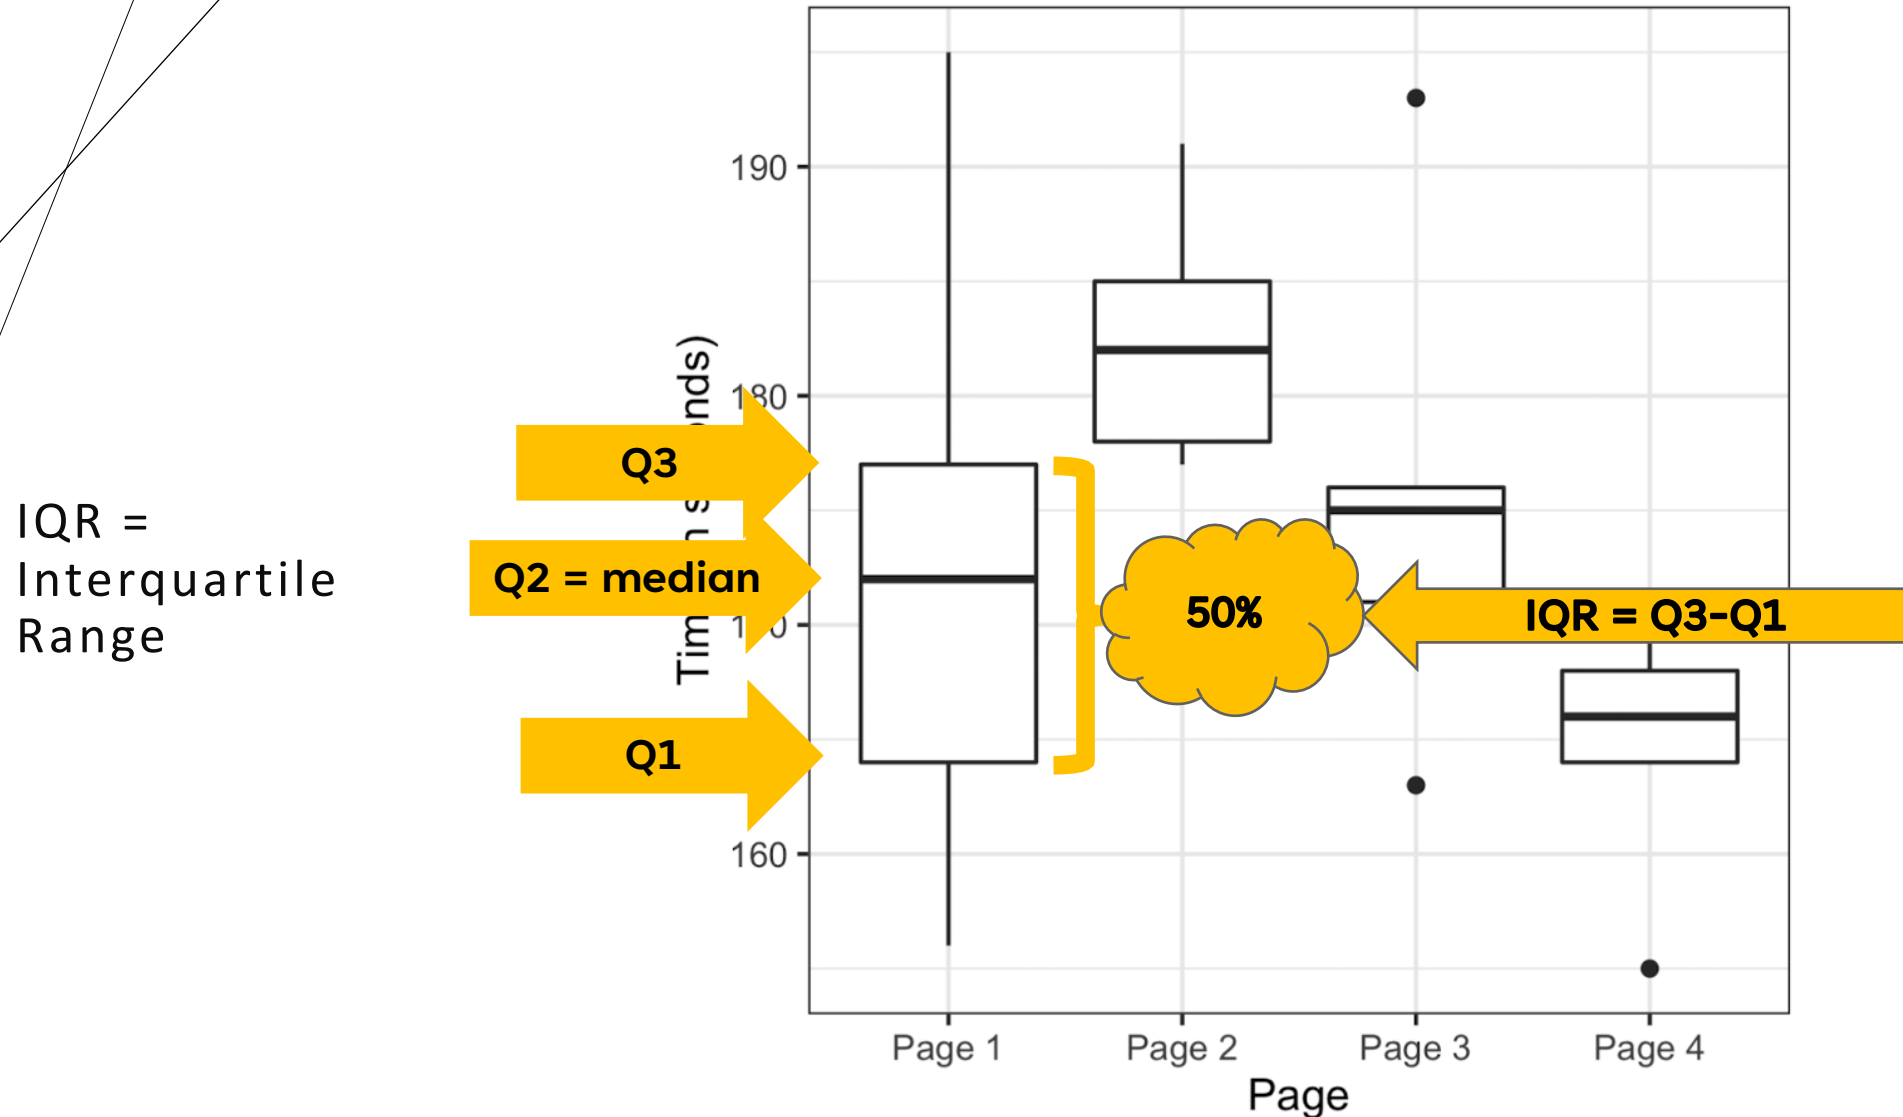 IQR =
Interquartile
Range
Q3
Q2 = median
Q1
50%
IQR = Q3-Q1
190
160
Page 1
Page 2
Page 3
Page 4
Page